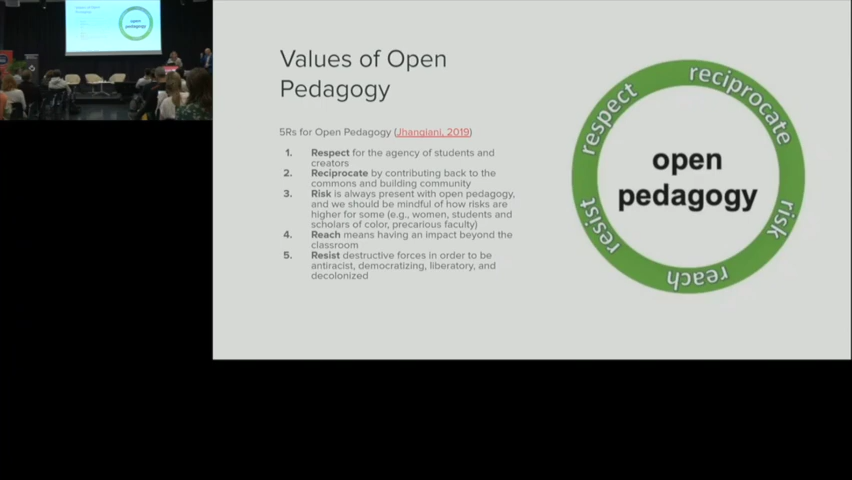 Values of Open
Pedagogy
5Rs for Open Pedagogy (Jhangiani, 2019)
1. Respect for the agency of students and
creators
2. Reciprocate by contributing back to the
commons and building community
3. Risk is always present with open pedagogy,
and we should be mindful of how risks are
higher for some (e.g., women, students and
scholars of color, precarious faculty)
4. Reach means having an impact beyond the
classroom
5. Resist destructive forces in order to be
antiracist, democratizing, liberatory, and
decolonized
respect
reciprocate
risk
reach
resist
open
pedagogy
open
pedagogy